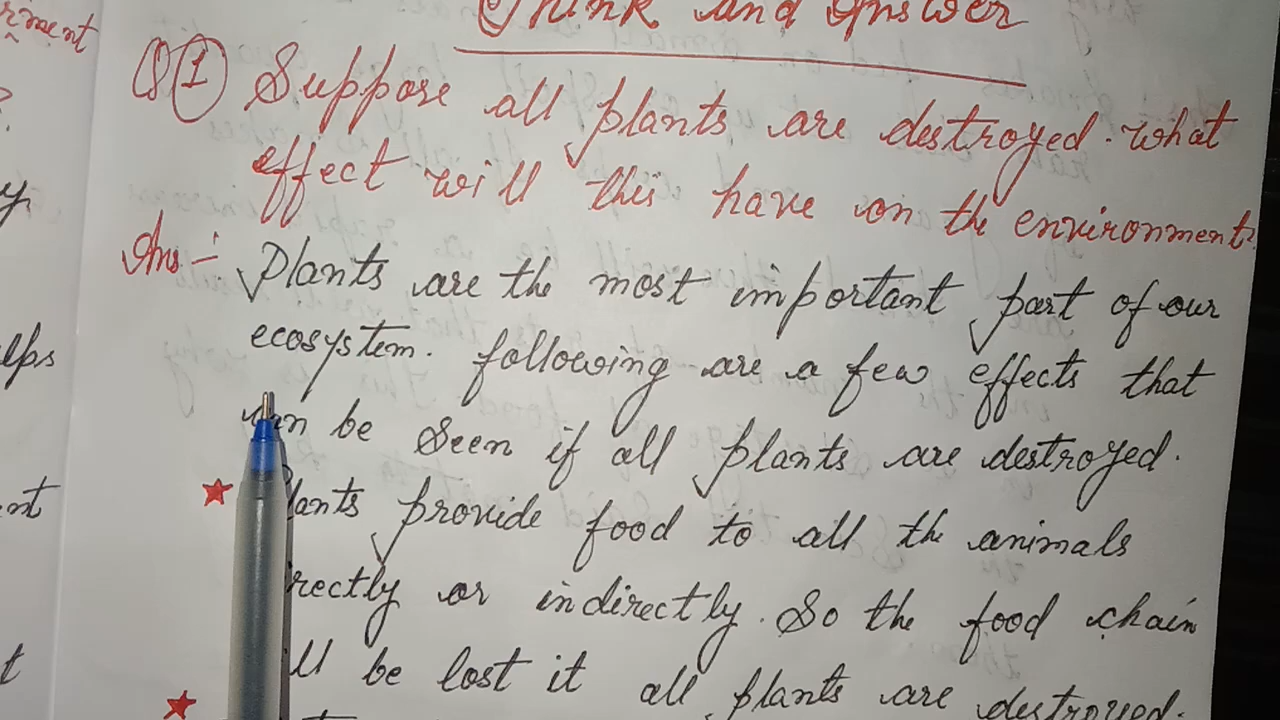 Think and Answer
Q 1 Suppose all plants are destroyed. what
effect will this have on the environment?
Ans :- Plants are the most important part of our
ecosystem. following are a few effects that
can be seen if all plants are destroyed.
★ Plants provide food to all the animals
directly or indirectly. So the food chain
will be lost it all plants are destroyed.
★